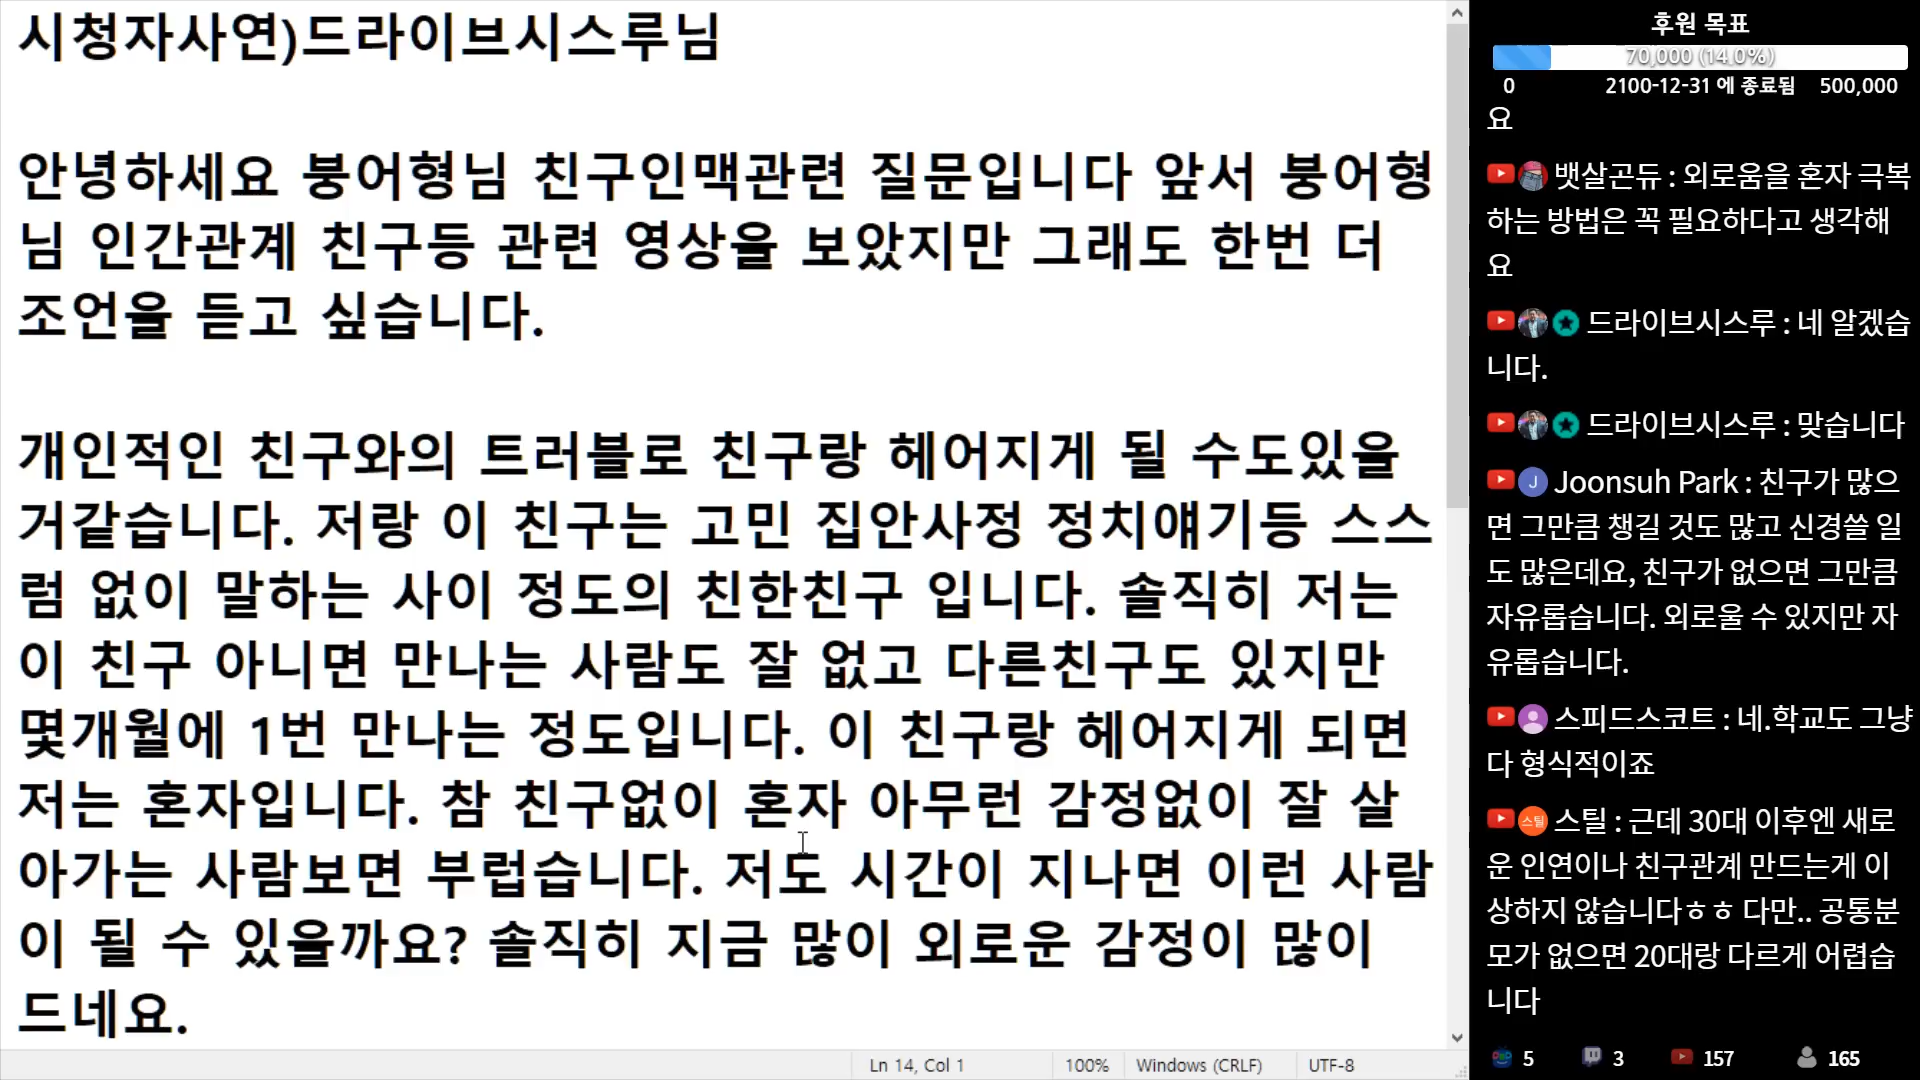 시청자사연)드라이브시스루님
안녕하세요 붕어형님 친구인맥관련 질문입니다 앞서 붕어형
님 인간관계 친구등 관련 영상을 보았지만 그래도 한번 더
조언을 듣고 싶습니다.
개인적인 친구와의 트러블로 친구랑 헤어지게 될 수도있을
거같습니다. 저랑 이 친구는 고민 집안사정 정치얘기등 스스
럼 없이 말하는 사이 정도의 친한친구 입니다. 솔직히 저는
이 친구 아니면 만나는 사람도 잘 없고 다른친구도 있지만
몇개월에 1번 만나는 정도입니다. 이 친구랑 헤어지게 되면
저는 혼자입니다. 참 친구없이 혼자 아무런 감정없이 잘 살
아가는 사람보면 부럽습니다. 저도 시간이 지나면 이런 사람
이 될 수 있을까요? 솔직히 지금 많이 외로운 감정이 많이
드네요.
Ln 14, Col 1
100%
Windows (CRLF)
UTF-8
후원 목표
70,000 (14.0%)
0 2100-12-31 에 종료됨 500,000
요
뱃살곤듀 : 외로움을 혼자 극복
하는 방법은 꼭 필요하다고 생각해
요
드라이브시스루 : 네 알겠습
니다.
드라이브시스루 : 맞습니다
J Joonsuh Park : 친구가 많으
면 그만큼 챙길 것도 많고 신경쓸 일
도 많은데요, 친구가 없으면 그만큼
자유롭습니다. 외로울 수 있지만 자
유롭습니다.
스피드스코트 : 네.학교도 그냥
다 형식적이죠
스틸 스틸 : 근데 30대 이후엔 새로
운 인연이나 친구관계 만드는게 이
상하지 않습니다ㅎㅎ 다만.. 공통분
모가 없으면 20대랑 다르게 어렵습
니다
5 3 157 165